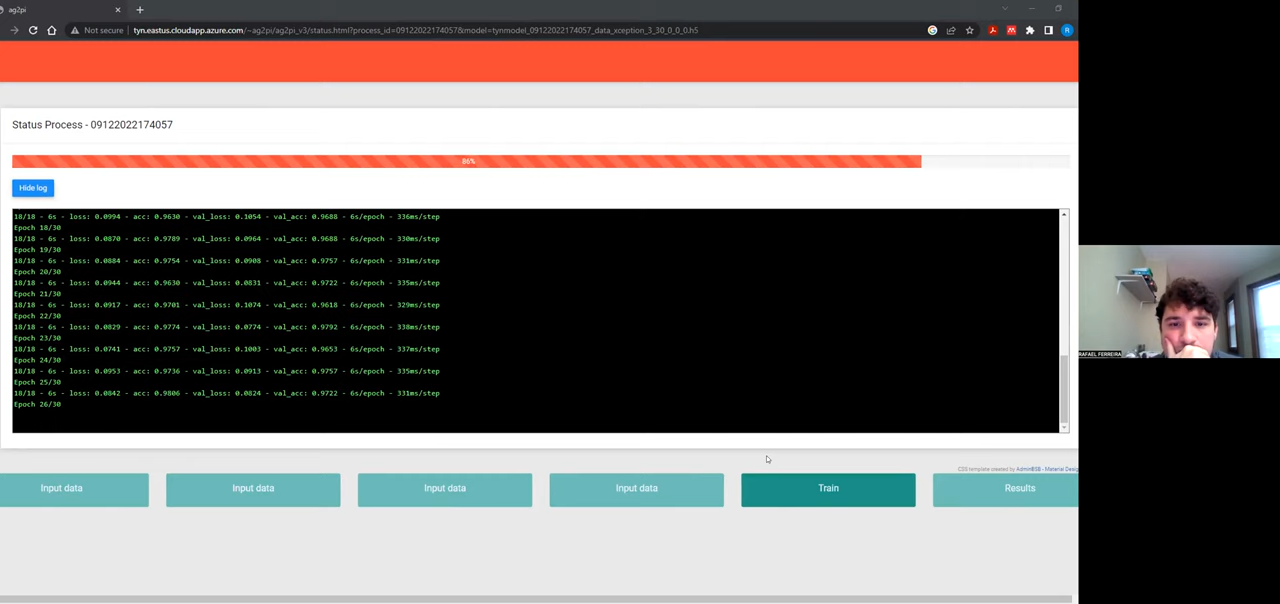 ag2pi
Not secure
tyn.eastus.cloudapp.azure.com/~ag2pi/ag2pi_v3/status.html?process_id=09122022174057&model=tynmodel_09122022174057_data_xception_3_30_0_0_0.h5
R
Status Process - 09122022174057
86%
Hide log
18/18 - 6s - loss: 0.0994 - acc: 0.9630 - val_loss: 0.1054 - val_acc: 0.9688 - 6s/epoch - 336ms/step
Epoch 18/30
18/18 - 6s - loss: 0.0870 - acc: 0.9789 - val_loss: 0.0964 - val_acc: 0.9688 - 6s/epoch - 330ms/step
Epoch 19/30
18/18 - 6s - loss: 0.0884 - acc: 0.9754 - val_loss: 0.0908 - val_acc: 0.9757 - 6s/epoch - 331ms/step
Epoch 20/30
18/18 - 6s - loss: 0.0944 - acc: 0.9630 - val_loss: 0.0831 - val_acc: 0.9722 - 6s/epoch - 335ms/step
Epoch 21/30
18/18 - 6s - loss: 0.0917 - acc: 0.9701 - val_loss: 0.1074 - val_acc: 0.9618 - 6s/epoch - 329ms/step
Epoch 22/30
18/18 - 6s - loss: 0.0829 - acc: 0.9774 - val_loss: 0.0774 - val_acc: 0.9792 - 6s/epoch - 338ms/step
Epoch 23/30
18/18 - 6s - loss: 0.0741 - acc: 0.9757 - val_loss: 0.1003 - val_acc: 0.9653 - 6s/epoch - 337ms/step
Epoch 24/30
18/18 - 6s - loss: 0.0953 - acc: 0.9736 - val_loss: 0.0913 - val_acc: 0.9757 - 6s/epoch - 335ms/step
Epoch 25/30
18/18 - 6s - loss: 0.0842 - acc: 0.9806 - val_loss: 0.0824 - val_acc: 0.9722 - 6s/epoch - 331ms/step
Epoch 26/30
RAFAEL FERREIRA
CSS template created by AdminBSB - Material Desig
Input data
Input data
Input data
Input data
Train
Results